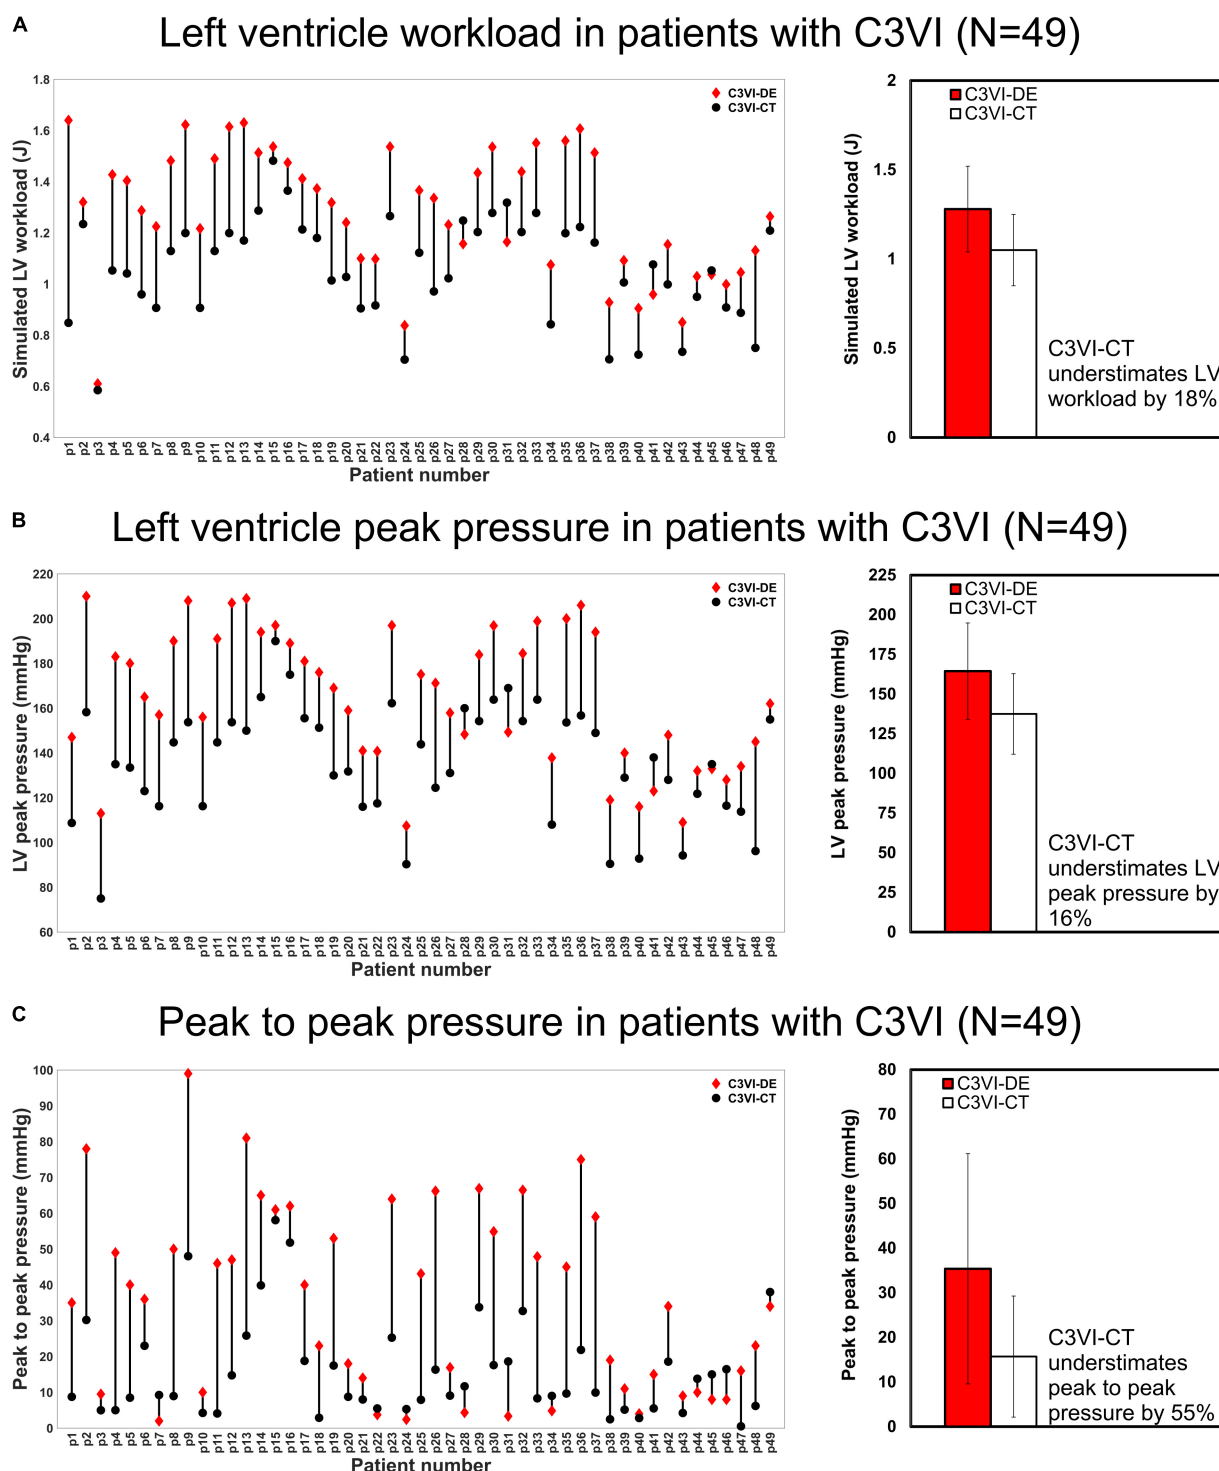 A
Left ventricle workload in patients with C3VI (N=49)
1.8
1.6
1.4
1.2
1
0.8
0.6
0.4
Simulated LV workload (J)
C3VI-DE
C3VI-CT
p1 p2 p3 p4 p5 p6 p7 p8 p9 p10 p11 p12 p13 p14 p15 p16 p17 p18 p19 p20 p21 p22 p23 p24 p25 p26 p27 p28 p29 p30 p31 p32 p33 p34 p35 p36 p37 p38 p39 p40 p41 p42 p43 p44 p45 p46 p47 p48 p49
Patient number
2
1.5
1
0.5
0
Simulated LV workload (J)
C3VI-DE
C3VI-CT
C3VI-CT
understimates LV
workload by 18%
B
Left ventricle peak pressure in patients with C3VI (N=49)
220
200
180
160
140
120
100
80
60
LV peak pressure (mmHg)
C3VI-DE
C3VI-CT
p1 p2 p3 p4 p5 p6 p7 p8 p9 p10 p11 p12 p13 p14 p15 p16 p17 p18 p19 p20 p21 p22 p23 p24 p25 p26 p27 p28 p29 p30 p31 p32 p33 p34 p35 p36 p37 p38 p39 p40 p41 p42 p43 p44 p45 p46 p47 p48 p49
Patient number
225
200
175
150
125
100
75
50
25
0
LV peak pressure (mmHg)
C3VI-DE
C3VI-CT
C3VI-CT
understimates LV
peak pressure by
16%
C
Peak to peak pressure in patients with C3VI (N=49)
100
90
80
70
60
50
40
30
20
10
0
Peak to peak pressure (mmHg)
C3VI-DE
C3VI-CT
p1 p2 p3 p4 p5 p6 p7 p8 p9 p10 p11 p12 p13 p14 p15 p16 p17 p18 p19 p20 p21 p22 p23 p24 p25 p26 p27 p28 p29 p30 p31 p32 p33 p34 p35 p36 p37 p38 p39 p40 p41 p42 p43 p44 p45 p46 p47 p48 p49
Patient number
80
70
60
50
40
30
20
10
0
Peak to peak pressure (mmHg)
C3VI-DE
C3VI-CT
C3VI-CT
understimates
peak to peak
pressure by 55%